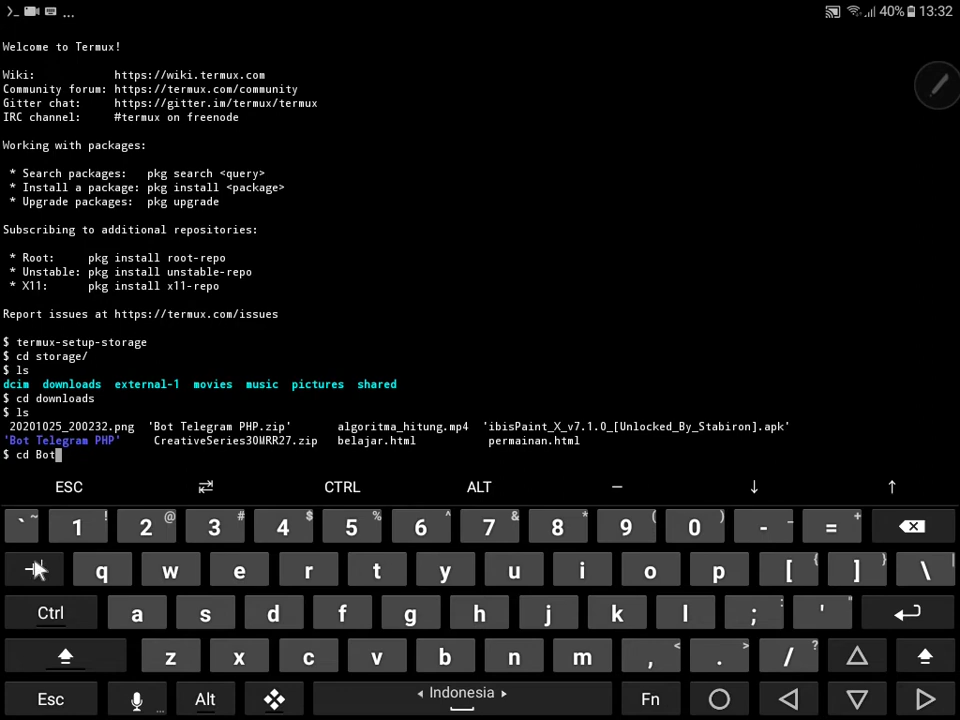 >_ ... 40% 13:32
Welcome to Termux!
Wiki: https://wiki.termux.com
Community forum: https://termux.com/community
Gitter chat: https://gitter.im/termux/termux
IRC channel: #termux on freenode
Working with packages:
* Search packages: pkg search <query>
* Install a package: pkg install <package>
* Upgrade packages: pkg upgrade
Subscribing to additional repositories:
* Root: pkg install root-repo
* Unstable: pkg install unstable-repo
* X11: pkg install x11-repo
Report issues at https://termux.com/issues
$ termux-setup-storage
$ cd storage/
$ ls
dcim downloads external-1 movies music pictures shared
$ cd downloads
$ ls
20201025_200232.png 'Bot Telegram PHP.zip' algoritma_hitung.mp4 'ibisPaint_X_v7.1.0_[Unlocked_By_Stabiron].apk'
'Bot Telegram PHP' CreativeSeries30MRR27.zip belajar.html permainan.html
$ cd Bot
ESC ⇄ CTRL ALT — ↓ ↑
` ~ 1 ! 2 @ 3 # 4 $ 5 % 6 ^ 7 & 8 * 9 ( 0 ) - _ = +
q w e r t y u i o p [ { ] } \ |
Ctrl a s d f g h j k l ; : ' "
z x c v b n m , < . > / ?
Esc ... Alt Indonesia Fn